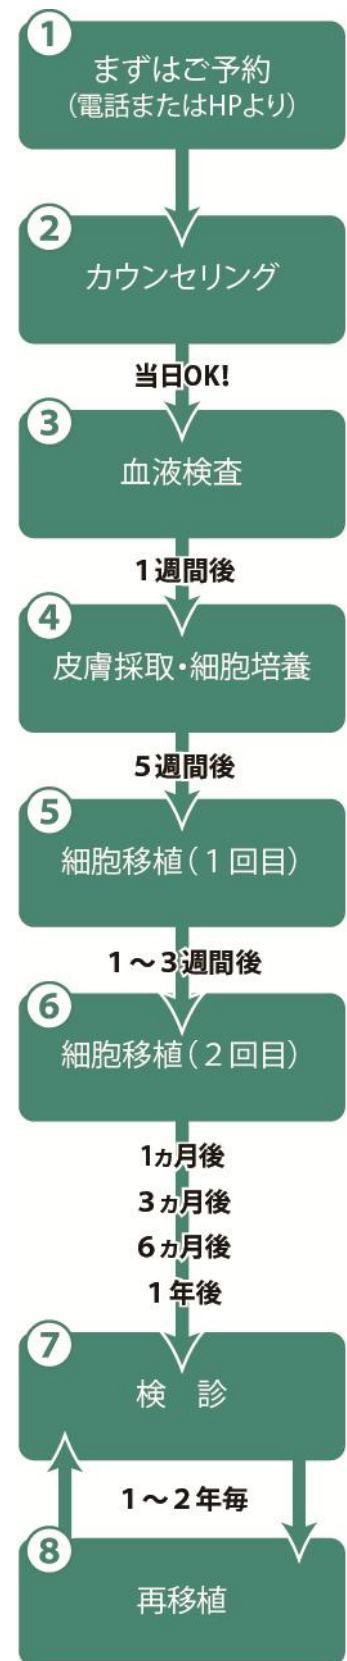 1
まずはご予約
(電話またはHPより)
2
カウンセリング
当日OK!
3
血液検査
1週間後
4
皮膚採取・細胞培養
5週間後
5
細胞移植(1回目)
1～3週間後
6
細胞移植(2回目)
1ヵ月後
3ヵ月後
6ヵ月後
1年後
7
検　診
1～2年毎
8
再移植